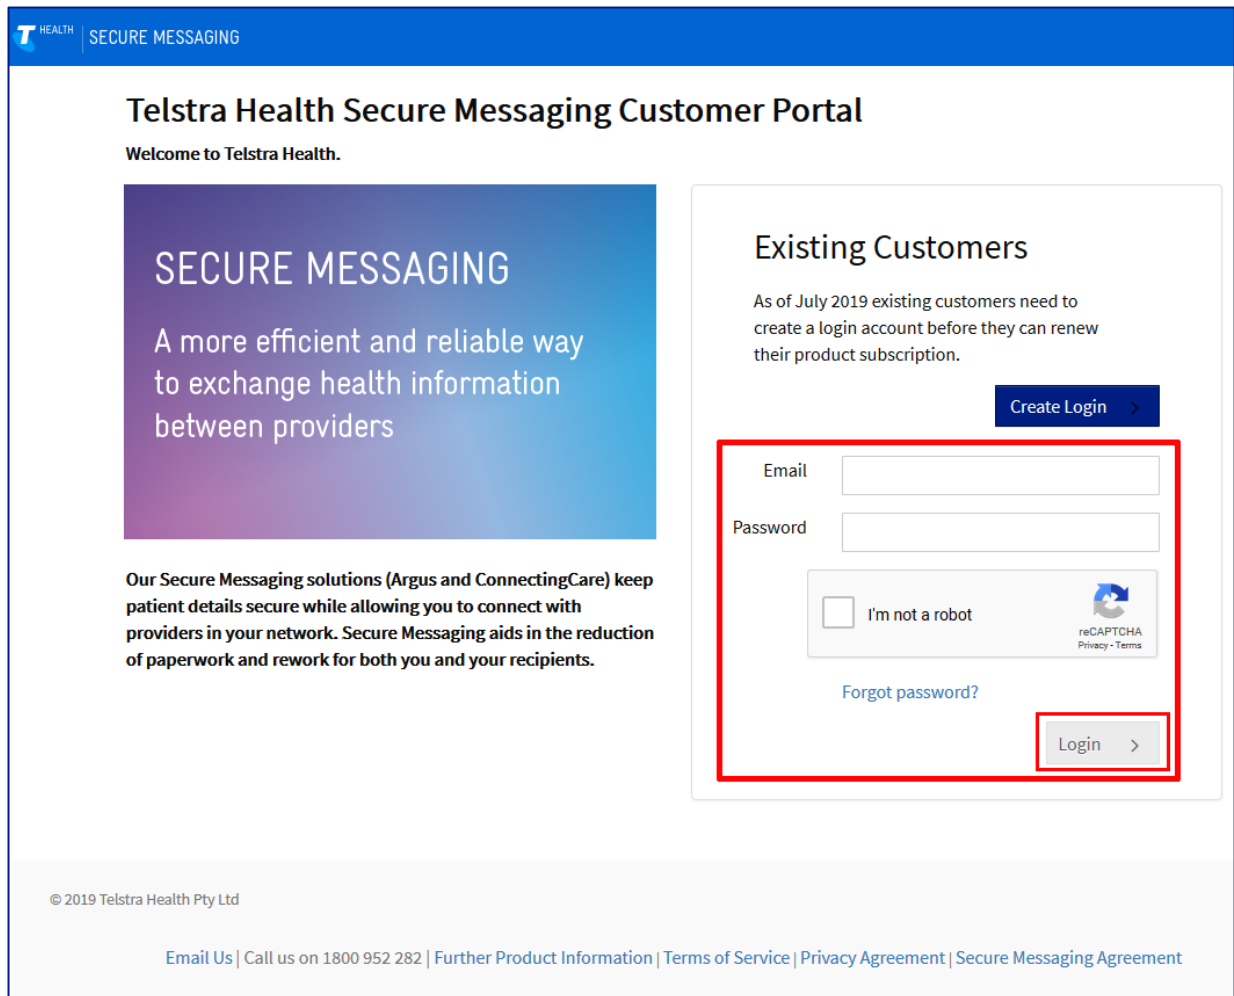 HEALTH
SECURE MESSAGING
Telstra Health Secure Messaging Customer Portal
Welcome to Telstra Health.
SECURE MESSAGING
A more efficient and reliable way
to exchange health information
between providers
Our Secure Messaging solutions (Argus and ConnectingCare) keep
patient details secure while allowing you to connect with
providers in your network. Secure Messaging aids in the reduction
of paperwork and rework for both you and your recipients.
Existing Customers
As of July 2019 existing customers need to
create a login account before they can renew
their product subscription.
Create Login
Email
Password
I'm not a robot
reCAPTCHA
Privacy - Terms
Forgot password?
Login
© 2019 Telstra Health Pty Ltd
Email Us | Call us on 1800 952 282 | Further Product Information | Terms of Service | Privacy Agreement | Secure Messaging Agreement